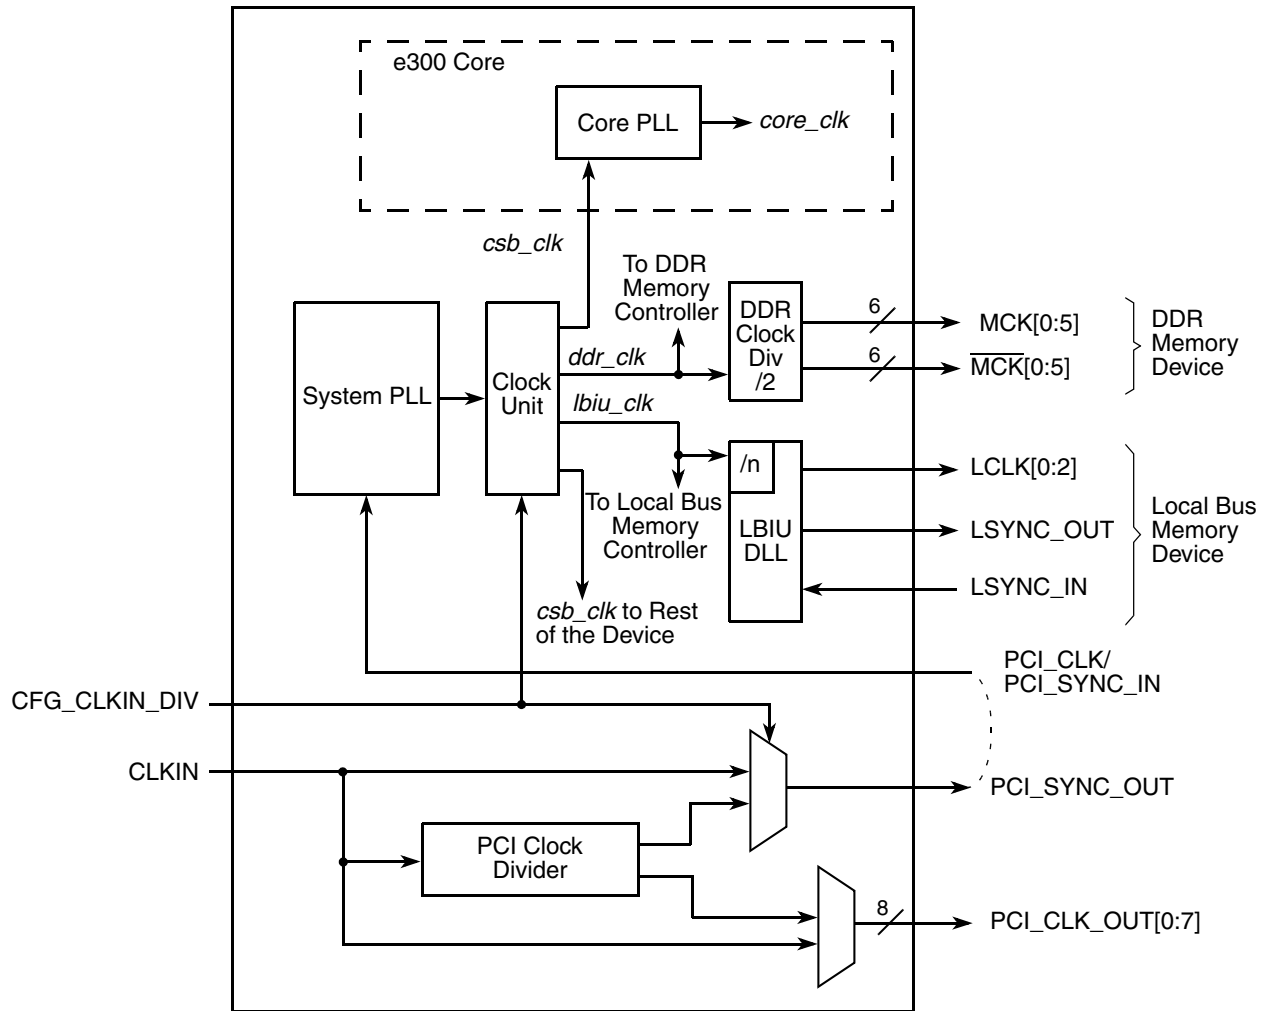 e300 Core
Core PLL
core_clk
csb_clk
To DDR
Memory
Controller
DDR
Clock
Div
/2
6
MCK[0:5]
6
M̅C̅K̅[0:5]
DDR
Memory
Device
System PLL
Clock
Unit
ddr_clk
lbiu_clk
/n
LBIU
DLL
LCLK[0:2]
LSYNC_OUT
LSYNC_IN
Local Bus
Memory
Device
To Local Bus
Memory
Controller
csb_clk to Rest
of the Device
PCI_CLK/
PCI_SYNC_IN
CFG_CLKIN_DIV
CLKIN
PCI_SYNC_OUT
PCI Clock
Divider
8
PCI_CLK_OUT[0:7]